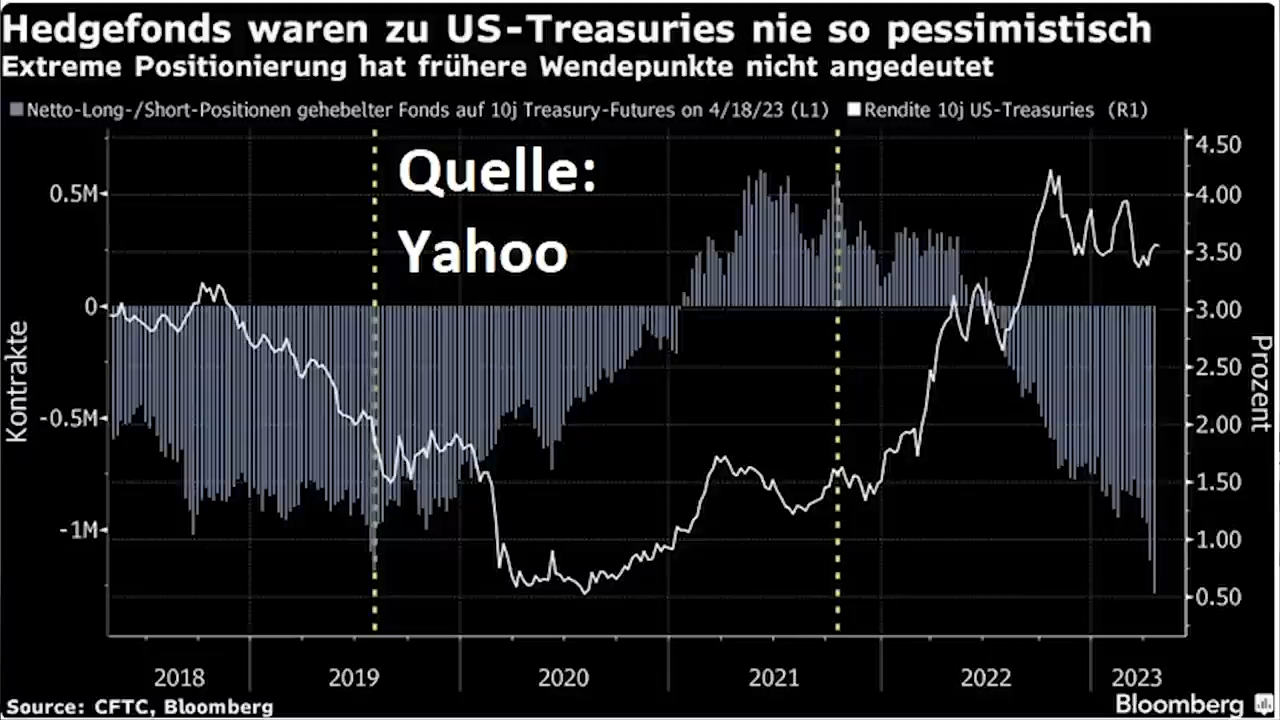 Hedgefonds waren zu US-Treasuries nie so pessimistisch
Extreme Positionierung hat frühere Wendepunkte nicht angedeutet
Netto-Long-/Short-Positionen gehebelter Fonds auf 10j Treasury-Futures on 4/18/23 (L1) Rendite 10j US-Treasuries (R1)
Quelle:
Yahoo
0.5M
0
-0.5M
-1M
Kontrakte
4.50
4.00
3.50
3.00
2.50
2.00
1.50
1.00
0.50
Prozent
2018 2019 2020 2021 2022 2023
Source: CFTC, Bloomberg
Bloomberg